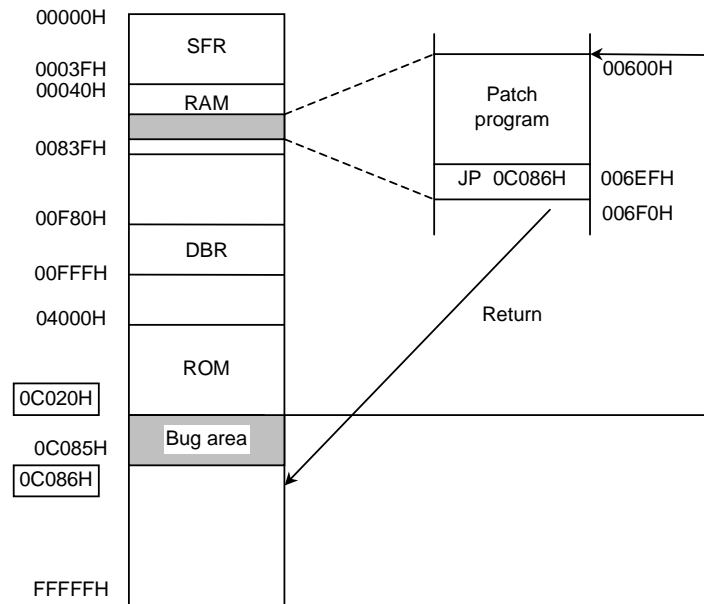 00000H
SFR
0003FH
00040H
RAM
0083FH
00F80H
DBR
00FFFH
04000H
ROM
0C020H
Bug area
0C085H
0C086H
FFFFFH
00600H
Patch
program
JP 0C086H
006EFH
006F0H
Return